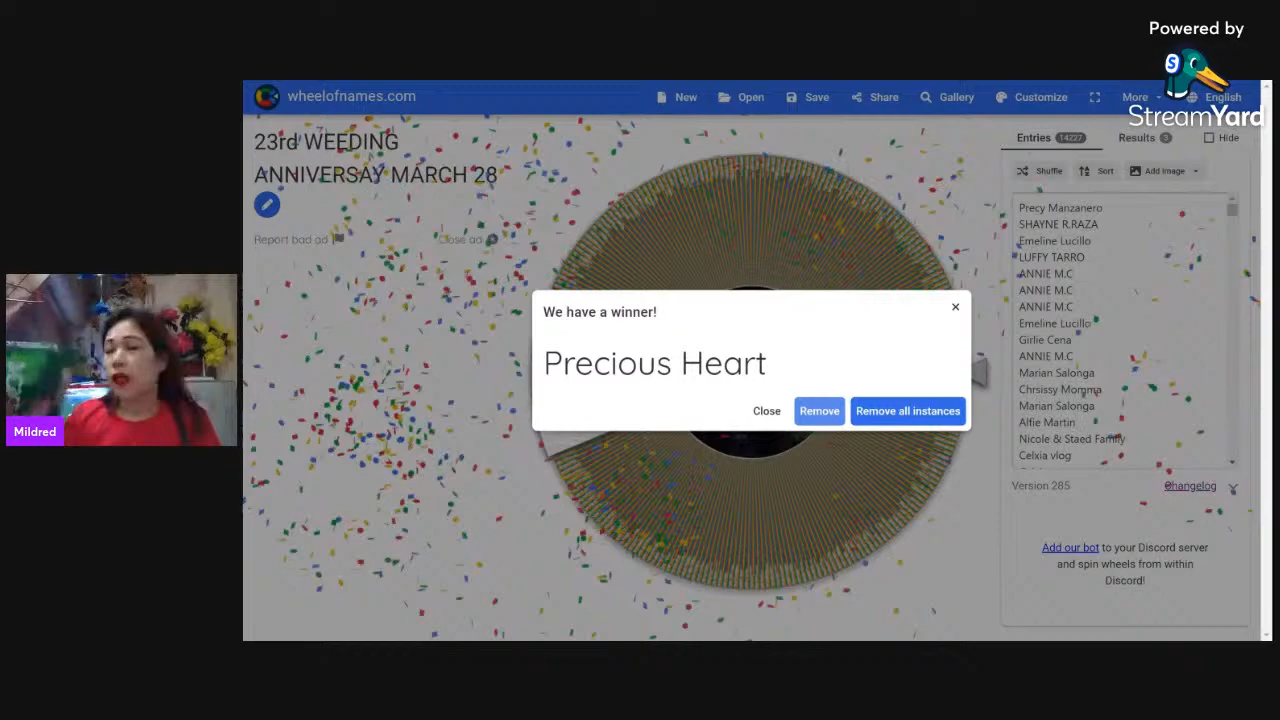 Powered by
StreamYard
wheelofnames.com
New
Open
Save
Share
Gallery
Customize
More
English
23rd WEEDING
ANNIVERSAY MARCH 28
Report bad ad
Close ad
Entries 14227
Results 3
Hide
Shuffle
Sort
Add Image
Precy Manzanero
SHAYNE R.RAZA
Emeline Lucillo
LUFFY TARRO
ANNIE M.C
ANNIE M.C
ANNIE M.C
Emeline Lucillo
Girlie Cena
ANNIE M.C
Marian Salonga
Chrsissy Momma
Marian Salonga
Alfie Martin
Nicole & Staed Family
Celxia vlog
We have a winner!
Precious Heart
Close
Remove
Remove all instances
Version 285
Changelog
Add our bot to your Discord server
and spin wheels from within
Discord!
Mildred